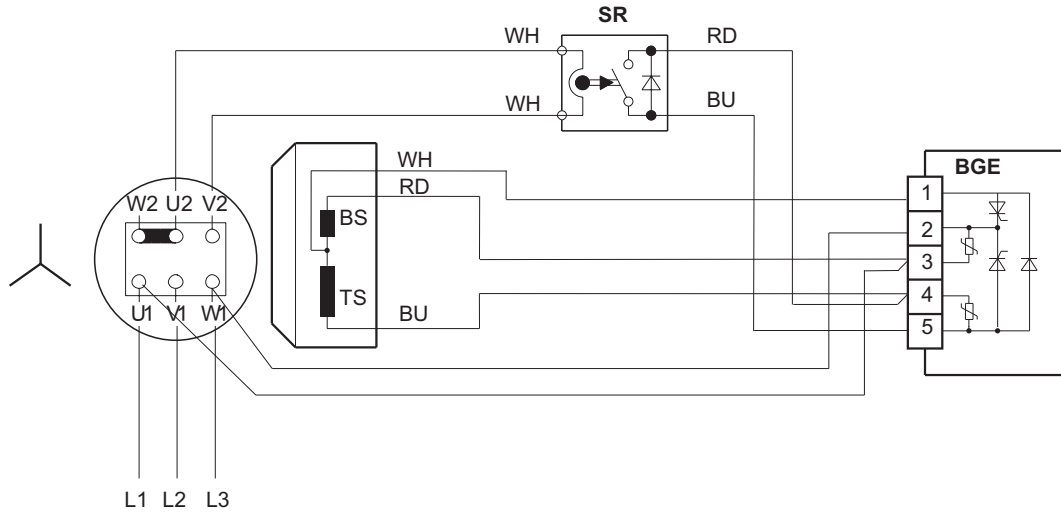 SR
WH
RD
WH
BU
WH
RD
BS
TS
BU
W2 U2 V2
U1 V1 W1
L1 L2 L3
BGE
1
2
3
4
5